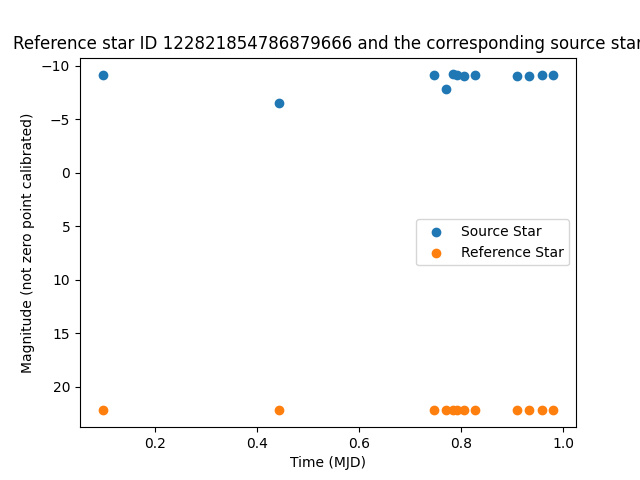 Reference star ID 122821854786879666 and the corresponding source star
−10
−5
0
5
10
15
20
Magnitude (not zero point calibrated)
Source Star
Reference Star
0.2 0.4 0.6 0.8 1.0
Time (MJD)